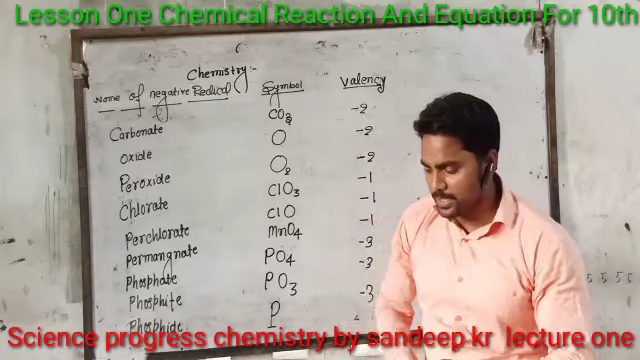 Lesson One Chemical Reaction And Equation For 10th
Chemistry:-
Name of negative Redical Symbol Valency
Carbonate CO3 -2
Oxide O -2
Peroxide O2 -2
Chlorate ClO3 -1
Perchlorate ClO -1
Permangnate MnO4 -1
Phosphate PO4 -3
Phosphite PO3 -3
Phosphide P -3
Science progress chemistry by sandeep kr lecture one